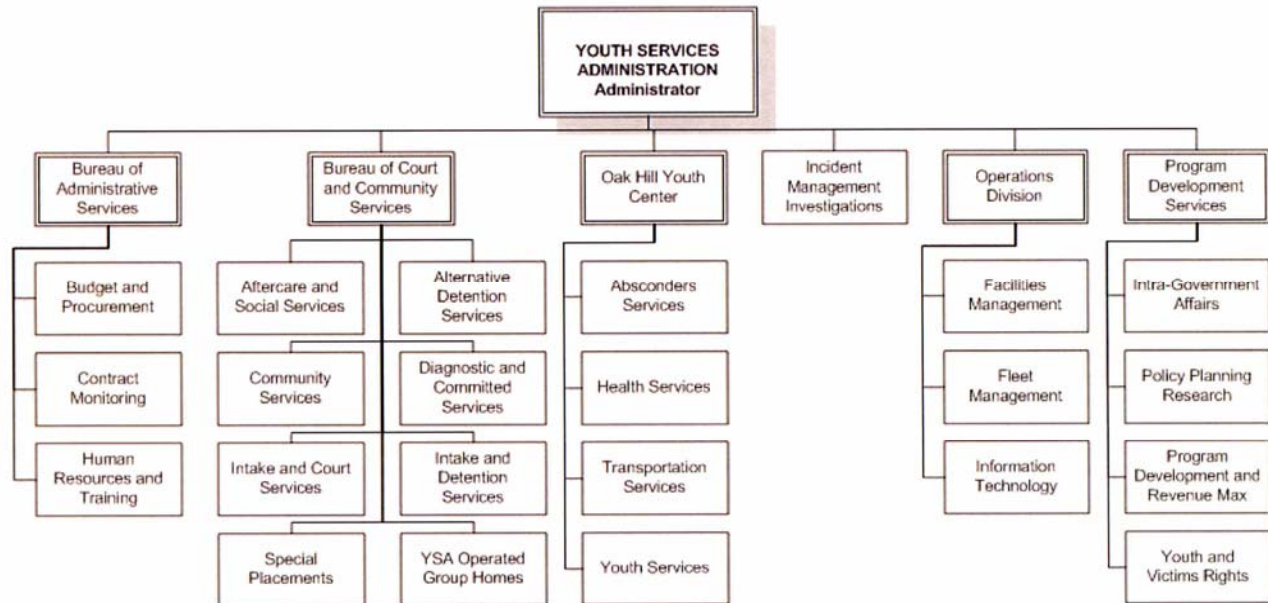 YOUTH SERVICES
ADMINISTRATION
Administrator
Bureau of
Administrative
Services
Bureau of Court
and Community
Services
Oak Hill Youth
Center
Incident
Management
Investigations
Operations
Division
Program
Development
Services
Budget and
Procurement
Contract
Monitoring
Human
Resources and
Training
Aftercare and
Social Services
Alternative
Detention
Services
Community
Services
Diagnostic and
Committed
Services
Intake and Court
Services
Intake and
Detention
Services
Special
Placements
YSA Operated
Group Homes
Absconders
Services
Health Services
Transportation
Services
Youth Services
Facilities
Management
Fleet
Management
Information
Technology
Intra-Government
Affairs
Policy Planning
Research
Program
Development and
Revenue Max
Youth and
Victims Rights